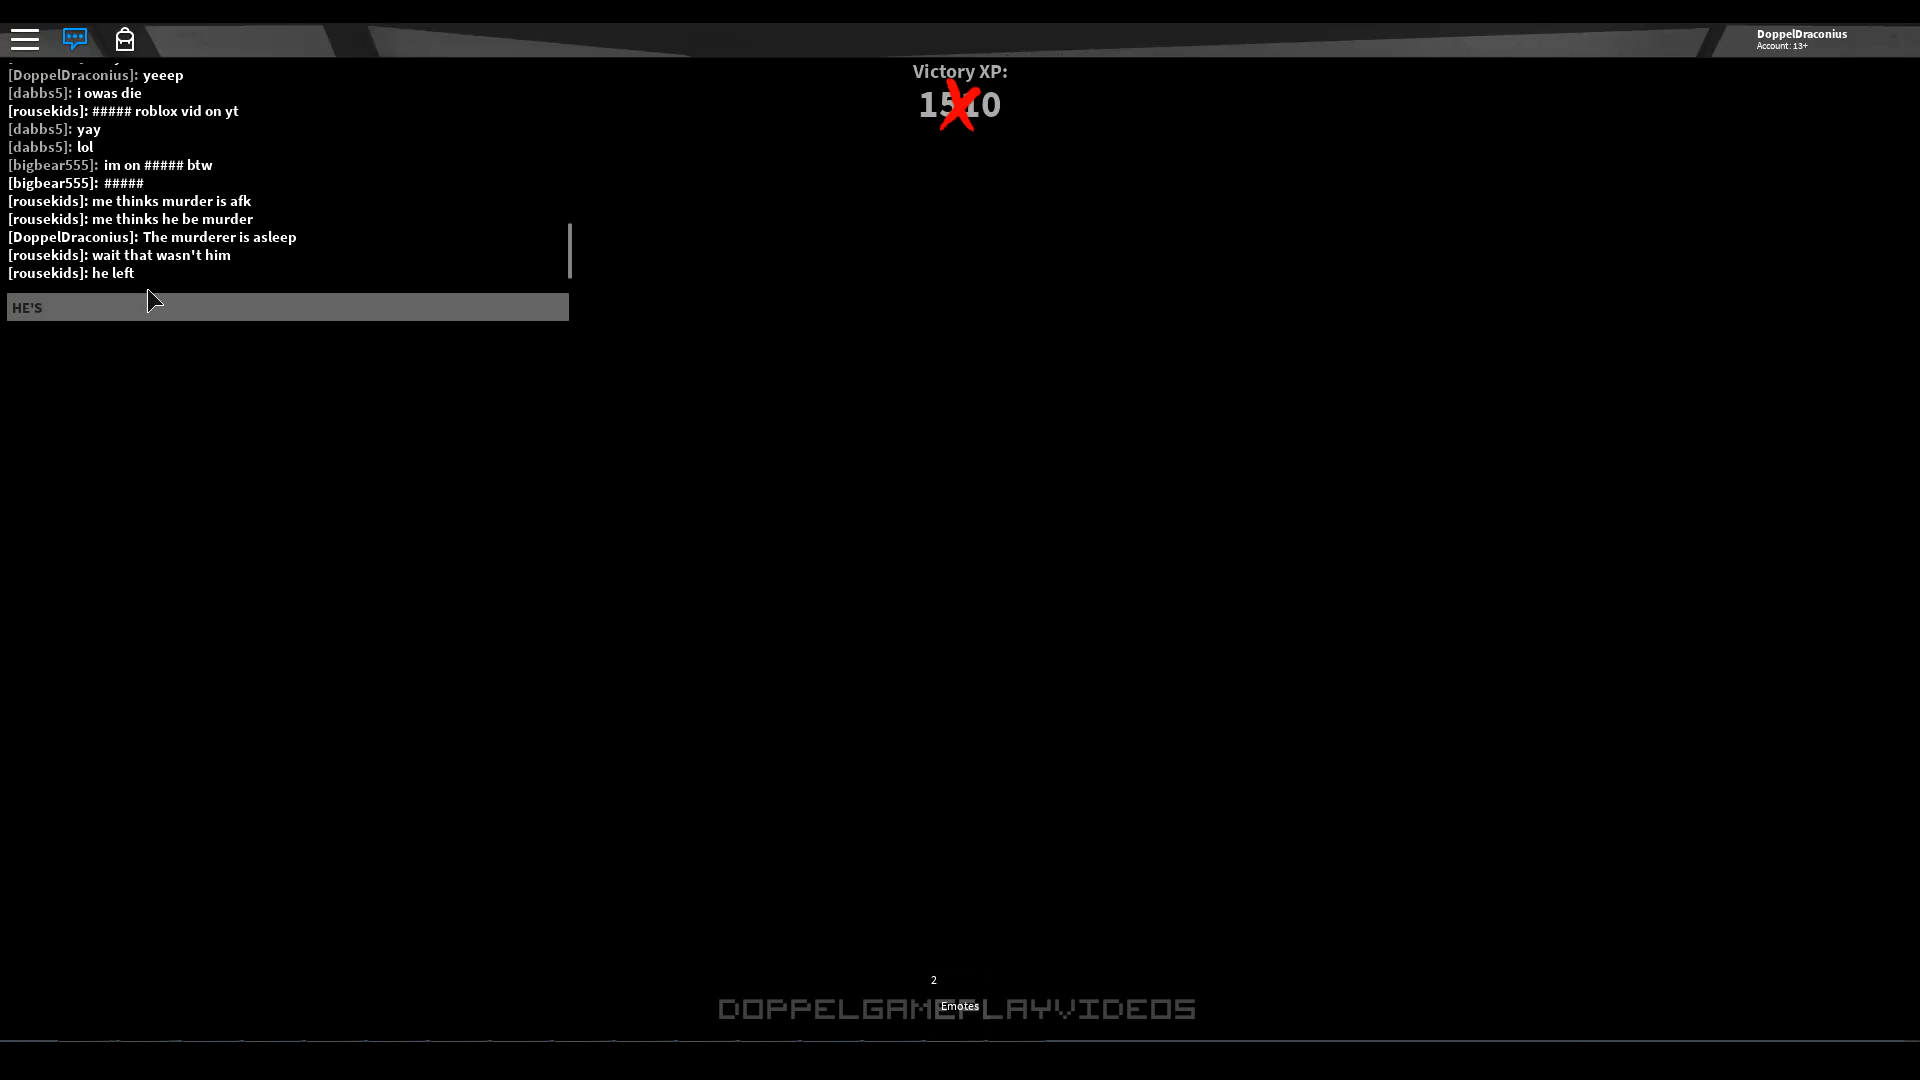 DoppelDraconius
Account: 13+
[DoppelDraconius]: yeeep
[dabbs5]: i owas die
[rousekids]: ##### roblox vid on yt
[dabbs5]: yay
[dabbs5]: lol
[bigbear555]: im on ##### btw
[bigbear555]: #####
[rousekids]: me thinks murder is afk
[rousekids]: me thinks he be murder
[DoppelDraconius]: The murderer is asleep
[rousekids]: wait that wasn't him
[rousekids]: he left
HE'S
Victory XP:
1510
2
Emotes
DOPPELGAMEPLAYVIDEOS